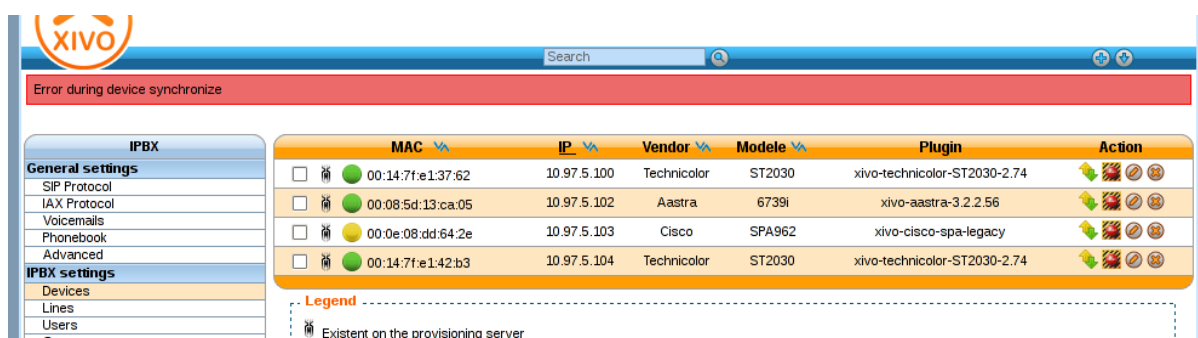 XIVO
Search
Error during device synchronize
IPBX
General settings
SIP Protocol
IAX Protocol
Voicemails
Phonebook
Advanced
IPBX settings
Devices
Lines
Users
MAC IP Vendor Modele Plugin Action
00:14:7f:e1:37:62 10.97.5.100 Technicolor ST2030 xivo-technicolor-ST2030-2.74
00:08:5d:13:ca:05 10.97.5.102 Aastra 6739i xivo-aastra-3.2.2.56
00:0e:08:dd:64:2e 10.97.5.103 Cisco SPA962 xivo-cisco-spa-legacy
00:14:7f:e1:42:b3 10.97.5.104 Technicolor ST2030 xivo-technicolor-ST2030-2.74
Legend
Existent on the provisioning server